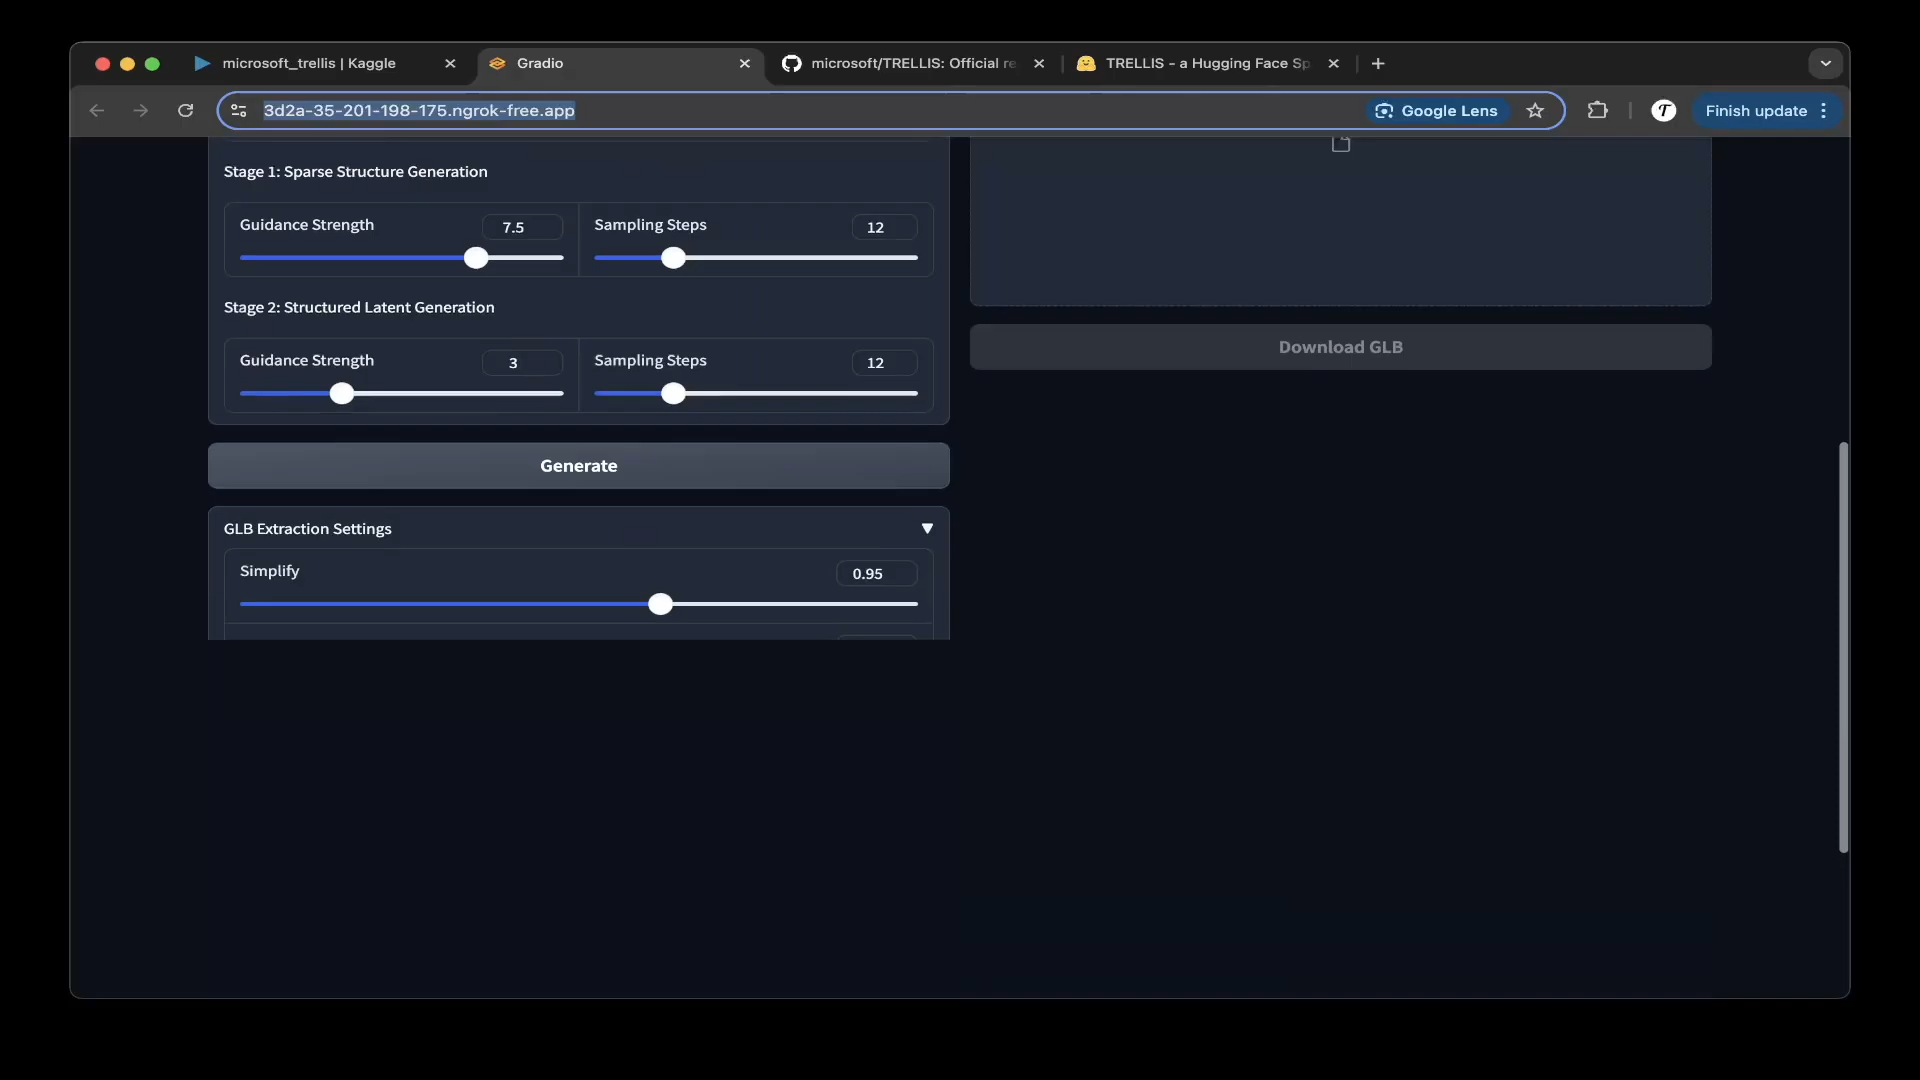 microsoft_trellis | Kaggle
Gradio
microsoft/TRELLIS: Official re
TRELLIS - a Hugging Face Sp
3d2a-35-201-198-175.ngrok-free.app
Google Lens
Finish update
Stage 1: Sparse Structure Generation
Guidance Strength
7.5
Sampling Steps
12
Stage 2: Structured Latent Generation
Guidance Strength
3
Sampling Steps
12
Download GLB
Generate
GLB Extraction Settings
Simplify
0.95